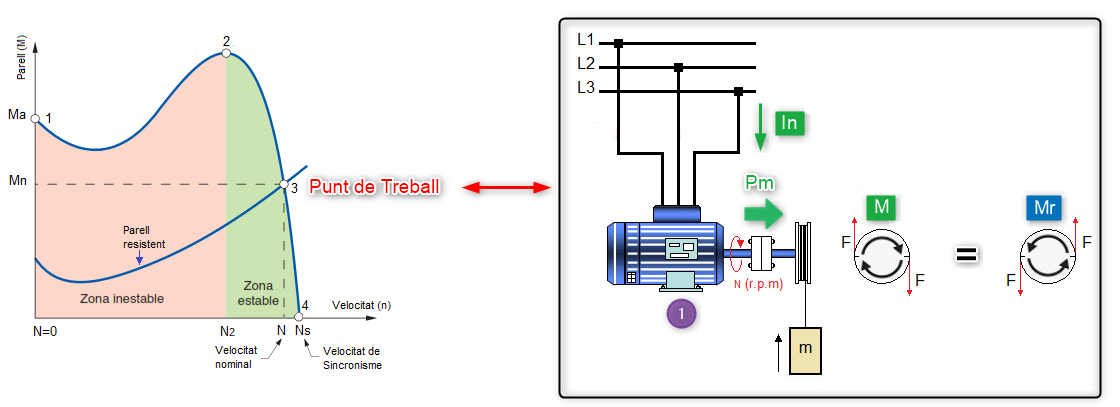 Parell (M)
2
Ma
1
Mn
3
Punt de Treball
Parell
resistent
Zona inestable
Zona
estable
4
Velocitat (n)
N=0
N2
N
Ns
Velocitat
nominal
Velocitat de
Sincronisme
L1
L2
L3
In
Pm
N (r.p.m)
1
m
M
F
F
=
Mr
F
F